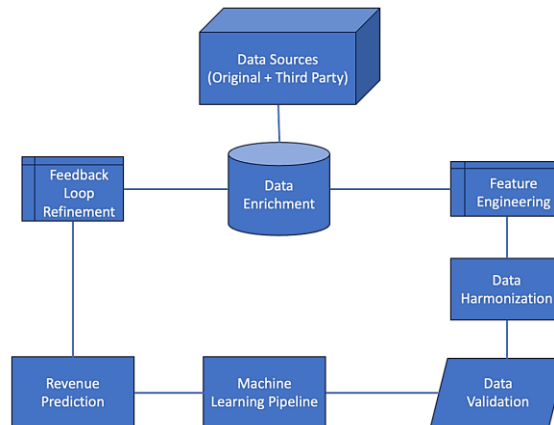 Data Sources
(Original + Third Party)
Feedback
Loop
Refinement
Data
Enrichment
Feature
Engineering
Data
Harmonization
Revenue
Prediction
Machine
Learning Pipeline
Data
Validation